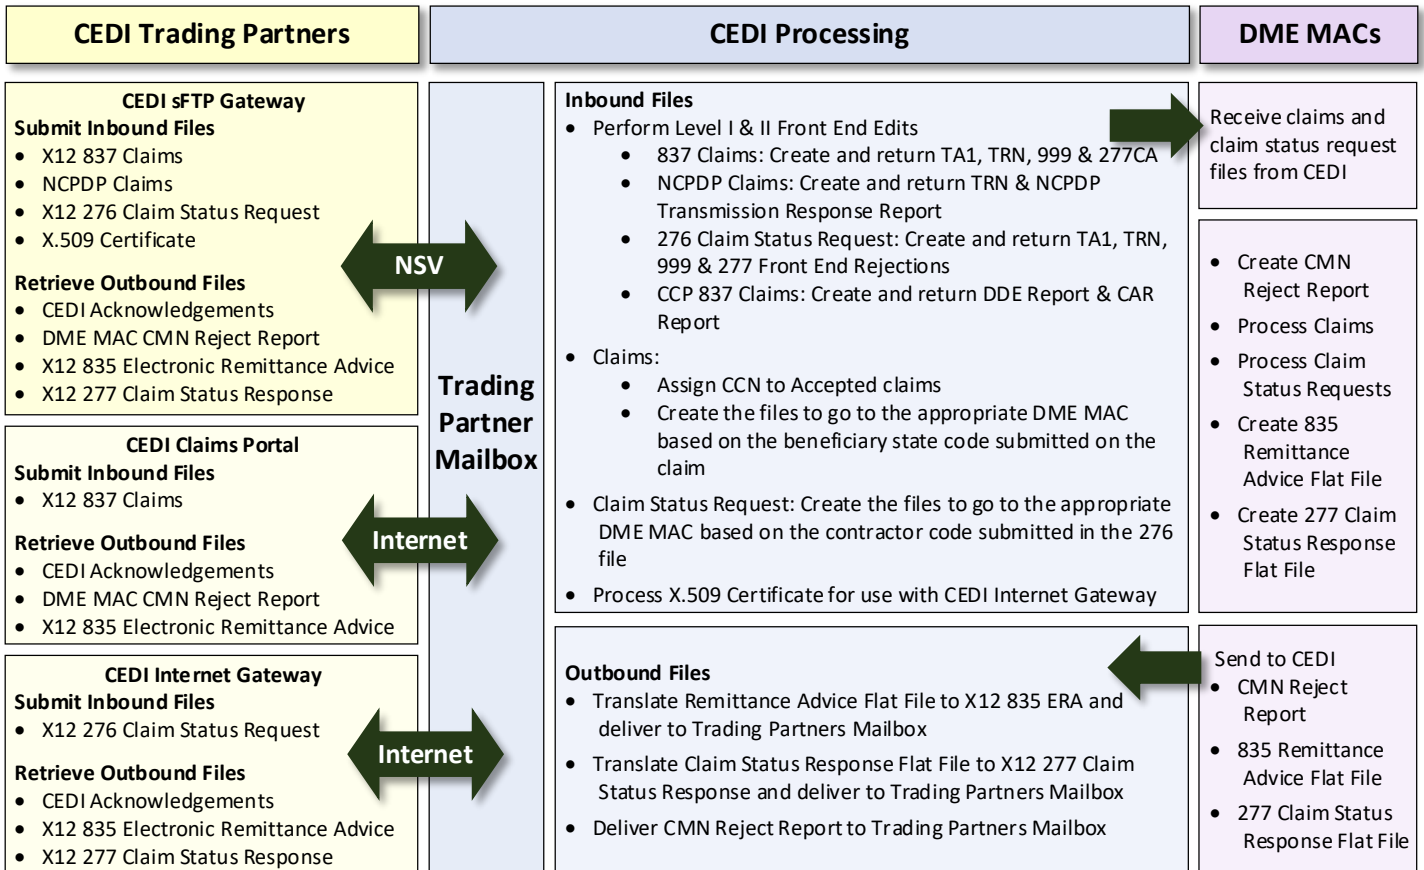 CEDI Trading Partners
CEDI Processing
DME MACs
CEDI sFTP Gateway
Submit Inbound Files
• X12 837 Claims
• NCPDP Claims
• X12 276 Claim Status Request
• X.509 Certificate
Retrieve Outbound Files
• CEDI Acknowledgements
• DME MAC CMN Reject Report
• X12 835 Electronic Remittance Advice
• X12 277 Claim Status Response
CEDI Claims Portal
Submit Inbound Files
• X12 837 Claims
Retrieve Outbound Files
• CEDI Acknowledgements
• DME MAC CMN Reject Report
• X12 835 Electronic Remittance Advice
CEDI Internet Gateway
Submit Inbound Files
• X12 276 Claim Status Request
Retrieve Outbound Files
• CEDI Acknowledgements
• X12 835 Electronic Remittance Advice
• X12 277 Claim Status Response
NSV
Internet
Internet
Trading
Partner
Mailbox
Inbound Files
• Perform Level I & II Front End Edits
• 837 Claims: Create and return TA1, TRN, 999 & 277CA
• NCPDP Claims: Create and return TRN & NCPDP
Transmission Response Report
• 276 Claim Status Request: Create and return TA1, TRN,
999 & 277 Front End Rejections
• CCP 837 Claims: Create and return DDE Report & CAR
Report
• Claims:
• Assign CCN to Accepted claims
• Create the files to go to the appropriate DME MAC
based on the beneficiary state code submitted on the
claim
• Claim Status Request: Create the files to go to the appropriate
DME MAC based on the contractor code submitted in the 276
file
• Process X.509 Certificate for use with CEDI Internet Gateway
Outbound Files
• Translate Remittance Advice Flat File to X12 835 ERA and
deliver to Trading Partners Mailbox
• Translate Claim Status Response Flat File to X12 277 Claim
Status Response and deliver to Trading Partners Mailbox
• Deliver CMN Reject Report to Trading Partners Mailbox
Receive claims and
claim status request
files from CEDI
• Create CMN
Reject Report
• Process Claims
• Process Claim
Status Requests
• Create 835
Remittance
Advice Flat File
• Create 277 Claim
Status Response
Flat File
Send to CEDI
• CMN Reject
Report
• 835 Remittance
Advice Flat File
• 277 Claim Status
Response Flat File